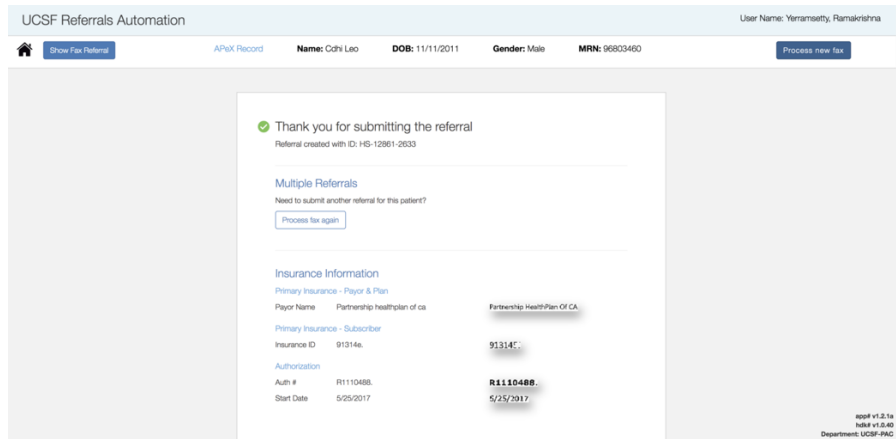 UCSF Referrals Automation
User Name: Yerramsetty, Ramakrishna
Show Fax Referral
APeX Record Name: Cdhi Leo DOB: 11/11/2011 Gender: Male MRN: 96803460
Process new fax
Thank you for submitting the referral
Referral created with ID: HS-12861-2633
Multiple Referrals
Need to submit another referral for this patient?
Process fax again
Insurance Information
Primary Insurance - Payor & Plan
Payor Name Partnership healthplan of ca Partnership HealthPlan Of CA
Primary Insurance - Subscriber
Insurance ID 91314e.
Authorization
Auth # R1110488. R1110488.
Start Date 5/25/2017 5/25/2017
app# v1.2.1a
Department: UCSF-PAC